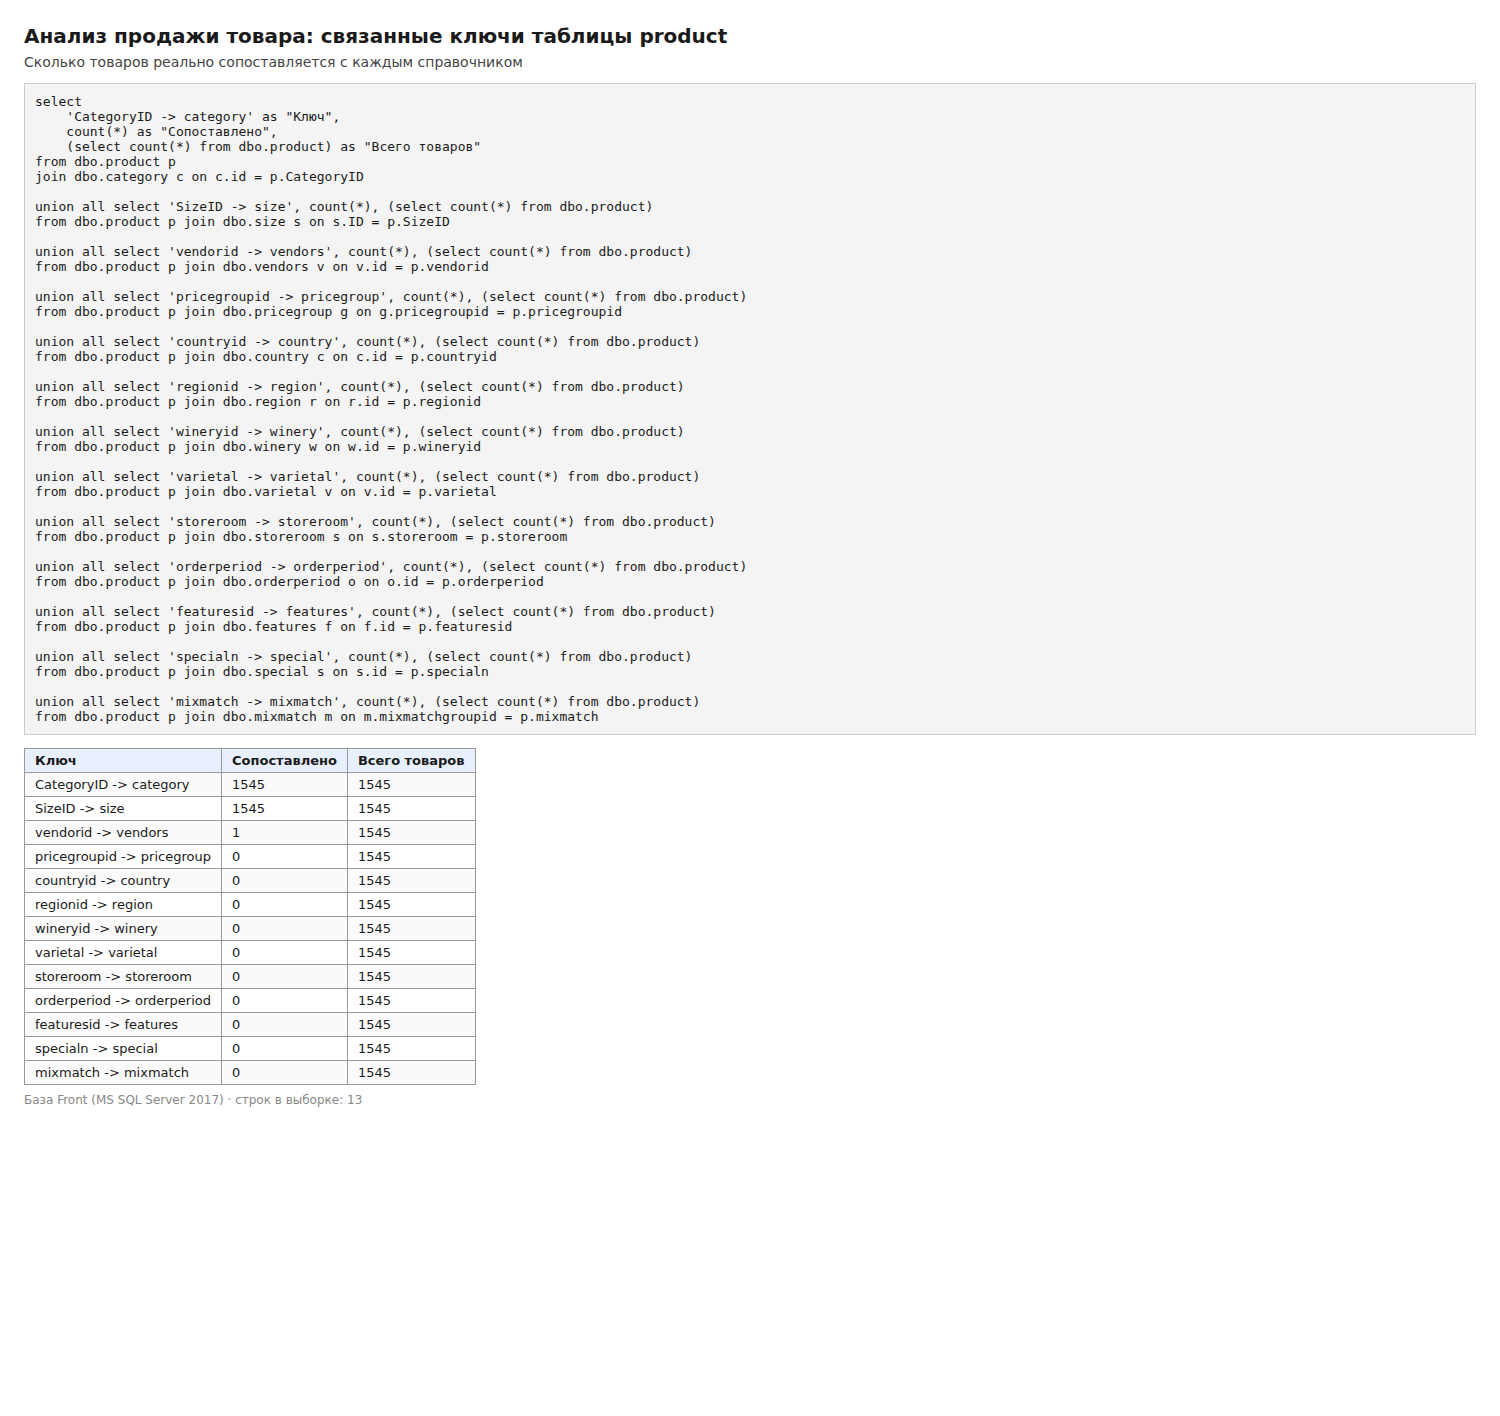 Анализ продажи товара: связанные ключи таблицы product
Сколько товаров реально сопоставляется с каждым справочником
select
    'CategoryID -> category' as "Ключ",
    count(*) as "Сопоставлено",
    (select count(*) from dbo.product) as "Всего товаров"
from dbo.product p
join dbo.category c on c.id = p.CategoryID
union all select 'SizeID -> size', count(*), (select count(*) from dbo.product)
from dbo.product p join dbo.size s on s.ID = p.SizeID
union all select 'vendorid -> vendors', count(*), (select count(*) from dbo.product)
from dbo.product p join dbo.vendors v on v.id = p.vendorid
union all select 'pricegroupid -> pricegroup', count(*), (select count(*) from dbo.product)
from dbo.product p join dbo.pricegroup g on g.pricegroupid = p.pricegroupid
union all select 'countryid -> country', count(*), (select count(*) from dbo.product)
from dbo.product p join dbo.country c on c.id = p.countryid
union all select 'regionid -> region', count(*), (select count(*) from dbo.product)
from dbo.product p join dbo.region r on r.id = p.regionid
union all select 'wineryid -> winery', count(*), (select count(*) from dbo.product)
from dbo.product p join dbo.winery w on w.id = p.wineryid
union all select 'varietal -> varietal', count(*), (select count(*) from dbo.product)
from dbo.product p join dbo.varietal v on v.id = p.varietal
union all select 'storeroom -> storeroom', count(*), (select count(*) from dbo.product)
from dbo.product p join dbo.storeroom s on s.storeroom = p.storeroom
union all select 'orderperiod -> orderperiod', count(*), (select count(*) from dbo.product)
from dbo.product p join dbo.orderperiod o on o.id = p.orderperiod
union all select 'featuresid -> features', count(*), (select count(*) from dbo.product)
from dbo.product p join dbo.features f on f.id = p.featuresid
union all select 'specialn -> special', count(*), (select count(*) from dbo.product)
from dbo.product p join dbo.special s on s.id = p.specialn
union all select 'mixmatch -> mixmatch', count(*), (select count(*) from dbo.product)
from dbo.product p join dbo.mixmatch m on m.mixmatchgroupid = p.mixmatch
Ключ Сопоставлено Всего товаров
CategoryID -> category 1545 1545
SizeID -> size 1545 1545
vendorid -> vendors 1 1545
pricegroupid -> pricegroup 0 1545
countryid -> country 0 1545
regionid -> region 0 1545
wineryid -> winery 0 1545
varietal -> varietal 0 1545
storeroom -> storeroom 0 1545
orderperiod -> orderperiod 0 1545
featuresid -> features 0 1545
specialn -> special 0 1545
mixmatch -> mixmatch 0 1545
База Front (MS SQL Server 2017) · строк в выборке: 13